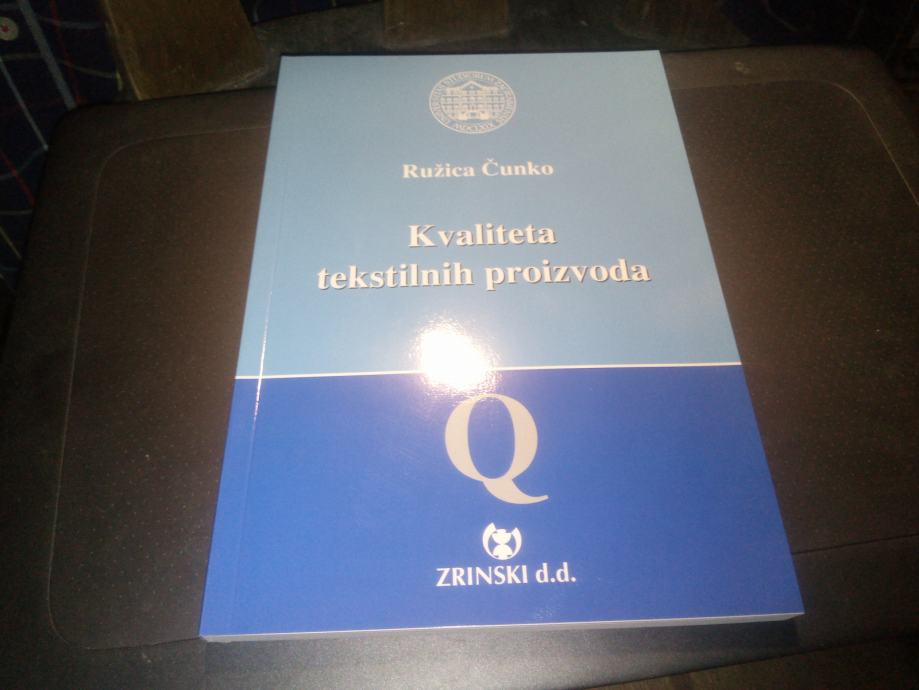 Ružica Čunko
Kvaliteta
tekstilnih proizvoda
Q
ZRINSKI d.d.